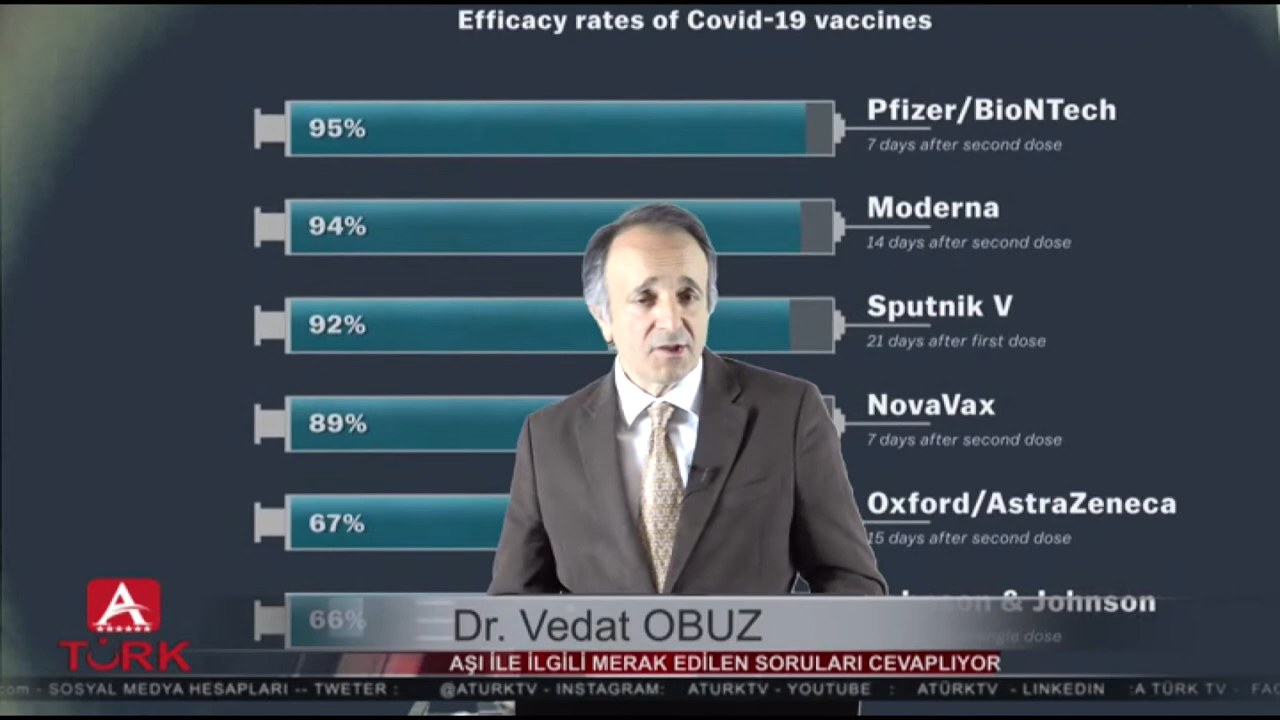 Efficacy rates of Covid-19 vaccines
95%
Pfizer/BioNTech
7 days after second dose
94%
Moderna
14 days after second dose
92%
Sputnik V
21 days after first dose
89%
NovaVax
7 days after second dose
67%
Oxford/AstraZeneca
15 days after second dose
66%
& Johnson
single dose
A
TÜRK
Dr. Vedat OBUZ
AŞI İLE İLGİLİ MERAK EDİLEN SORULARI CEVAPLIYOR
.com - SOSYAL MEDYA HESAPLARI -- TWETER : @ATURKTV - INSTAGRAM: ATURKTV - YOUTUBE : ATÜRKTV - LINKEDIN :A TÜRK TV -